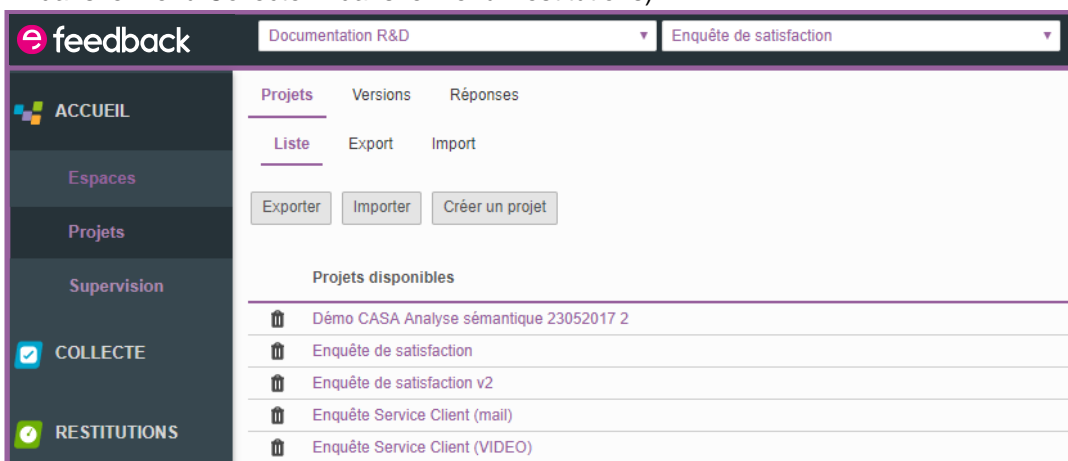 feedback
Documentation R&D
Enquête de satisfaction
ACCUEIL
Espaces
Projets
Supervision
COLLECTE
RESTITUTIONS
Projets Versions Réponses
Liste Export Import
Exporter Importer Créer un projet
Projets disponibles
Démo CASA Analyse sémantique 23052017 2
Enquête de satisfaction
Enquête de satisfaction v2
Enquête Service Client (mail)
Enquête Service Client (VIDEO)